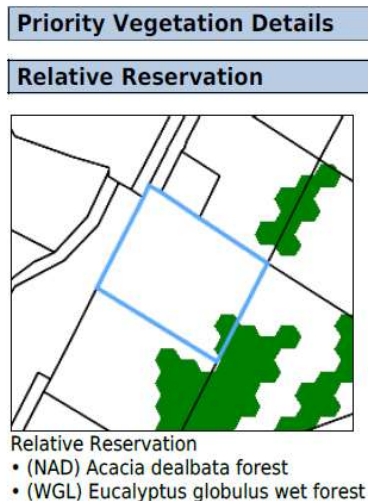 Priority Vegetation Details
Relative Reservation
Relative Reservation
• (NAD) Acacia dealbata forest
• (WGL) Eucalyptus globulus wet forest